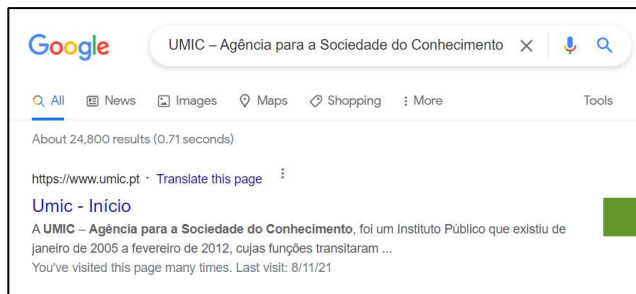 Google
UMIC – Agência para a Sociedade do Conhecimento
All News Images Maps Shopping More Tools
About 24,800 results (0.71 seconds)
https://www.umic.pt · Translate this page
Umic - Início
A UMIC – Agência para a Sociedade do Conhecimento, foi um Instituto Público que existiu de
janeiro de 2005 a fevereiro de 2012, cujas funções transitaram ...
You've visited this page many times. Last visit: 8/11/21